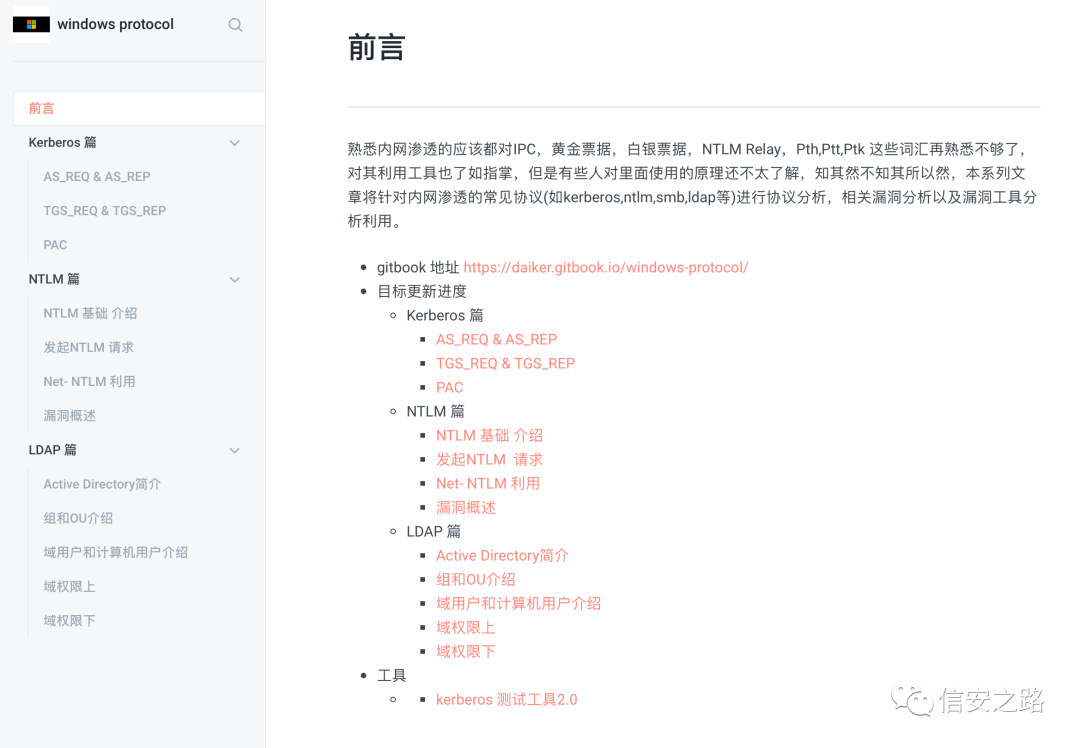 windows protocol
前言
Kerberos 篇
AS_REQ & AS_REP
TGS_REQ & TGS_REP
PAC
NTLM 篇
NTLM 基础 介绍
发起NTLM 请求
Net- NTLM 利用
漏洞概述
LDAP 篇
Active Directory简介
组和OU介绍
域用户和计算机用户介绍
域权限上
域权限下
前言
熟悉内网渗透的应该都对IPC，黄金票据，白银票据，NTLM Relay，Pth,Ptt,Ptk 这些词汇再熟悉不够了，
对其利用工具也了如指掌，但是有些人对里面使用的原理还不太了解，知其然不知其所以然，本系列文
章将针对内网渗透的常见协议(如kerberos,ntlm,smb,ldap等)进行协议分析，相关漏洞分析以及漏洞工具分
析利用。
gitbook 地址 https://daiker.gitbook.io/windows-protocol/
目标更新进度
Kerberos 篇
AS_REQ & AS_REP
TGS_REQ & TGS_REP
PAC
NTLM 篇
NTLM 基础 介绍
发起NTLM 请求
Net- NTLM 利用
漏洞概述
LDAP 篇
Active Directory简介
组和OU介绍
域用户和计算机用户介绍
域权限上
域权限下
工具
kerberos 测试工具2.0
信安之路